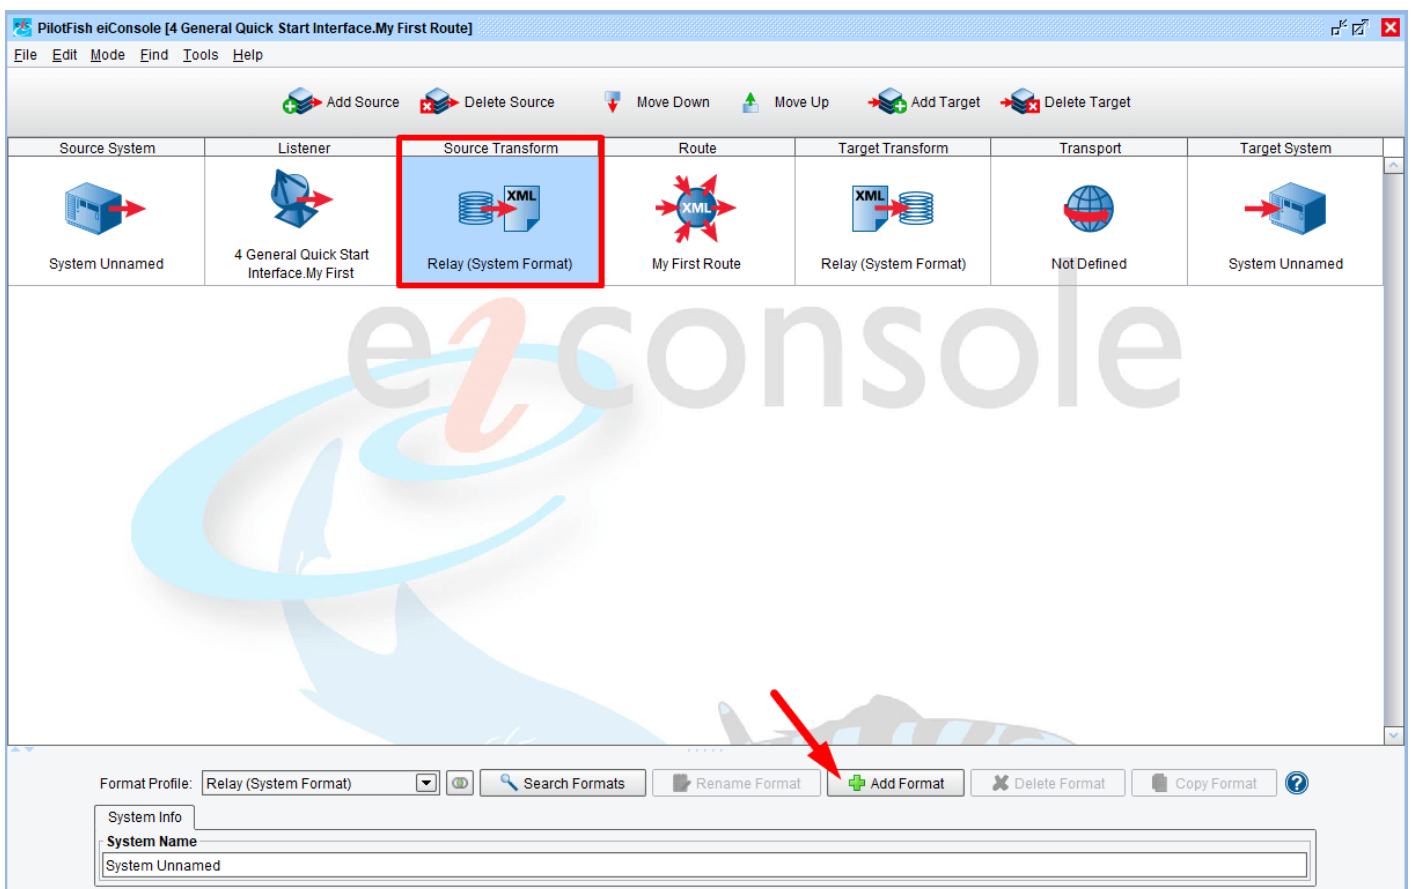 PilotFish eiConsole [4 General Quick Start Interface.My First Route]
File Edit Mode Find Tools Help
Add Source Delete Source Move Down Move Up Add Target Delete Target
Source System Listener Source Transform Route Target Transform Transport Target System
XML XML XML
System Unnamed 4 General Quick Start Interface.My First Relay (System Format) My First Route Relay (System Format) Not Defined System Unnamed
eiconsole
Format Profile: Relay (System Format) Search Formats Rename Format Add Format Delete Format Copy Format ?
System Info
System Name
System Unnamed